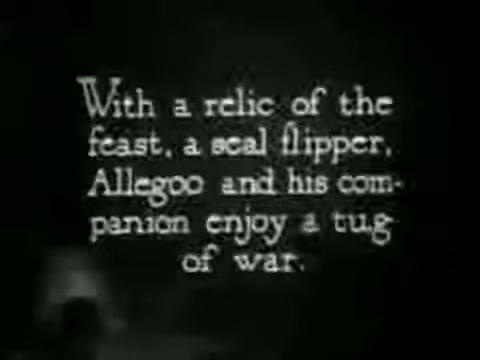 With a relic of the
feast, a seal flipper,
Allegoo and his com-
panion enjoy a tug
of war.